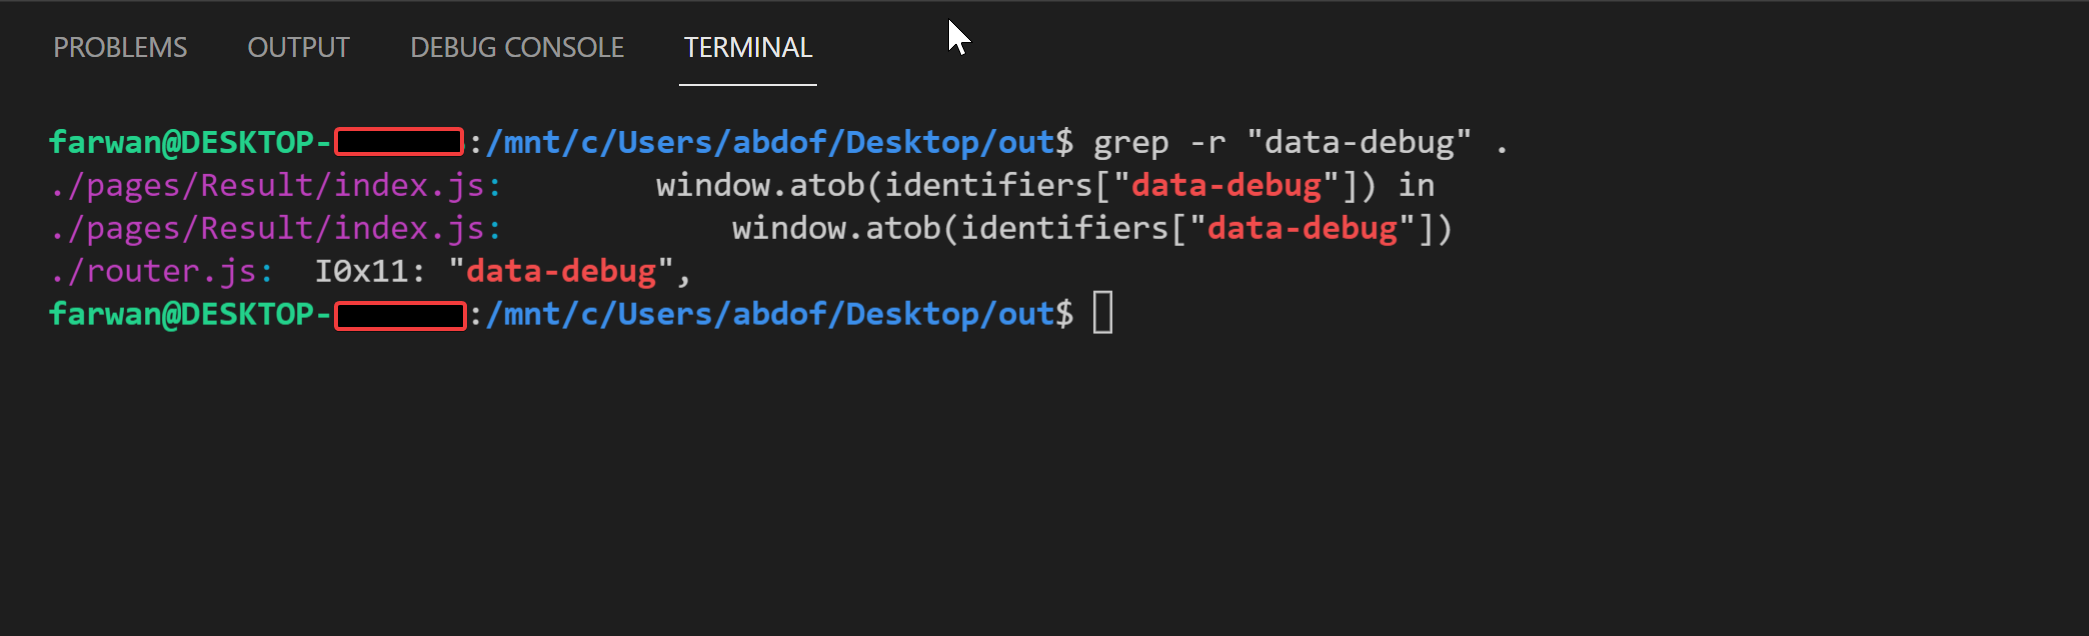 PROBLEMS OUTPUT DEBUG CONSOLE TERMINAL
farwan@DESKTOP-:/mnt/c/Users/abdof/Desktop/out$ grep -r "data-debug" .
./pages/Result/index.js:        window.atob(identifiers["data-debug"]) in
./pages/Result/index.js:            window.atob(identifiers["data-debug"])
./router.js:  I0x11: "data-debug",
farwan@DESKTOP-:/mnt/c/Users/abdof/Desktop/out$